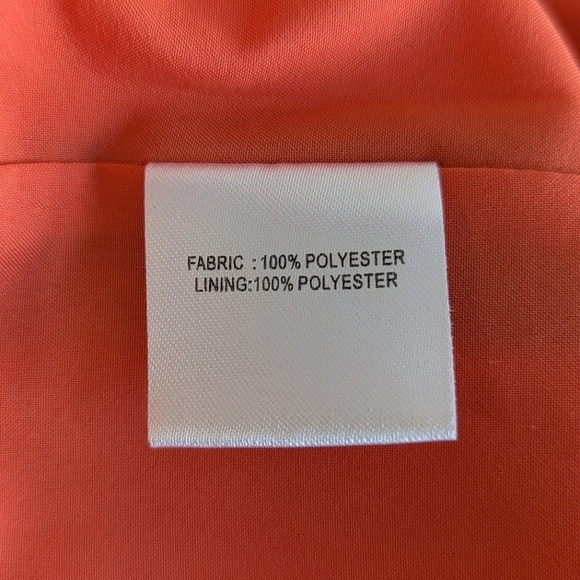 FABRIC : 100% POLYESTER
LINING:100% POLYESTER